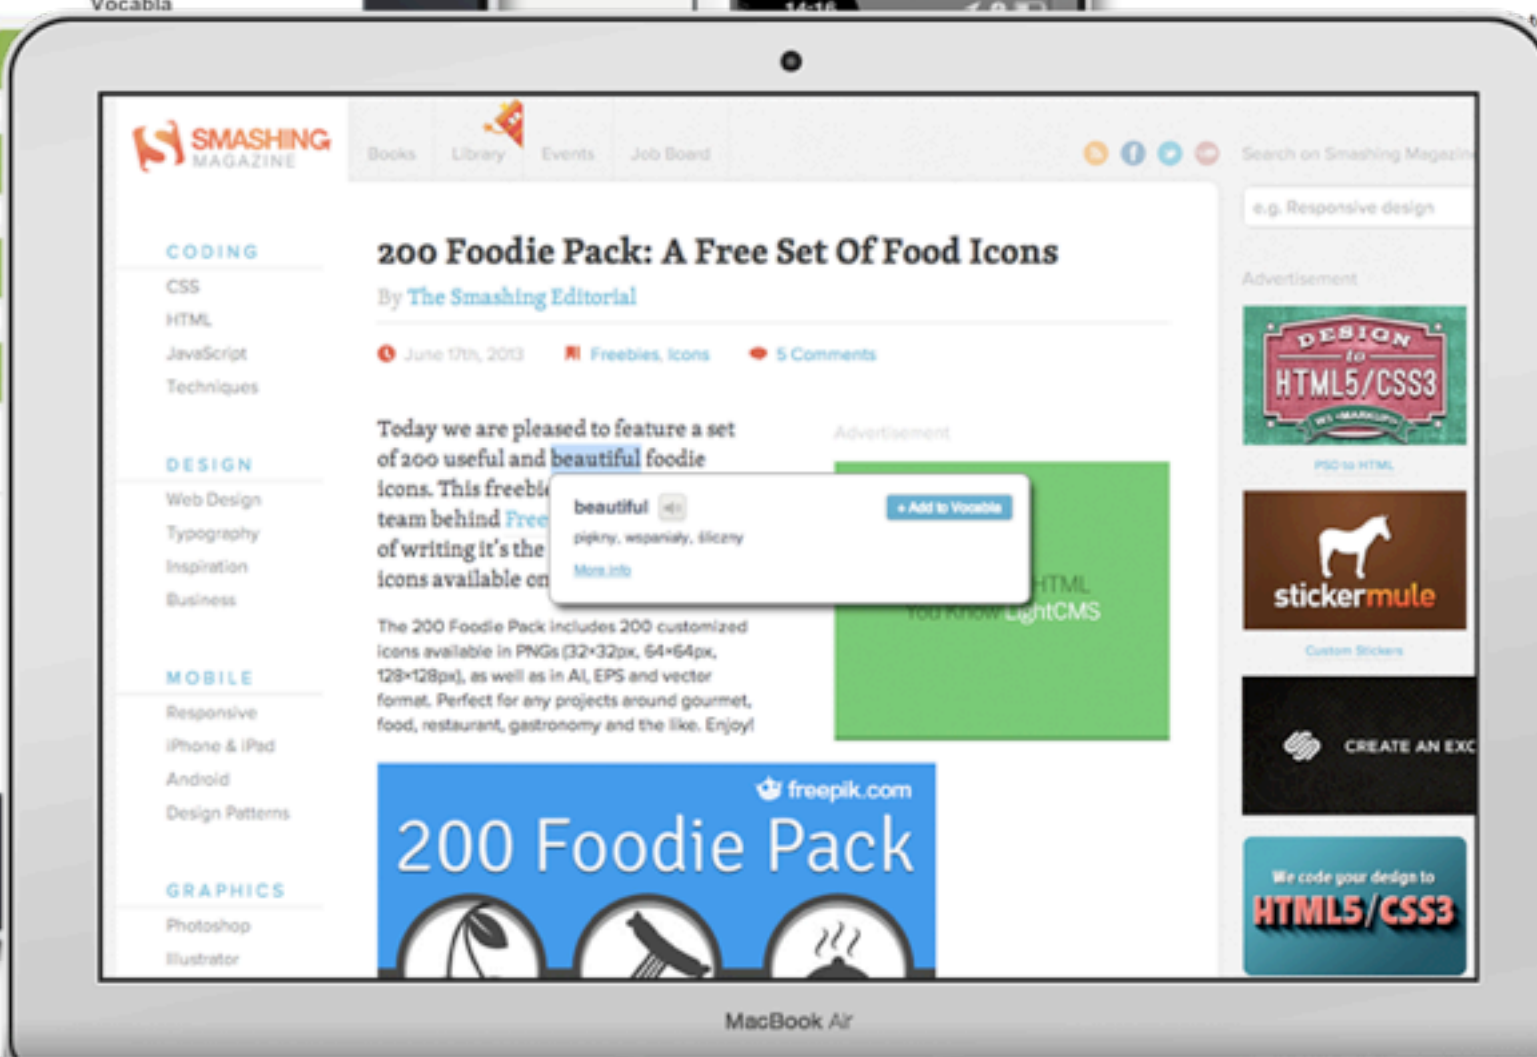 Vocabla
14:16
SMASHING
MAGAZINE
Books
Library
Events
Job Board
Search on Smashing Magazin
e.g. Responsive design
CODING
CSS
HTML
JavaScript
Techniques
DESIGN
Web Design
Typography
Inspiration
Business
MOBILE
Responsive
iPhone & iPad
Android
Design Patterns
GRAPHICS
Photoshop
Illustrator
200 Foodie Pack: A Free Set Of Food Icons
By The Smashing Editorial
June 17th, 2013
Freebies, Icons
5 Comments
Today we are pleased to feature a set
of 200 useful and beautiful foodie
icons. This freebie
team behind Free
of writing it's the
icons available on
beautiful
+ Add to Vocabla
piękny, wspaniały, śliczny
More info
The 200 Foodie Pack includes 200 customized
icons available in PNGs (32×32px, 64×64px,
128×128px), as well as in AI, EPS and vector
format. Perfect for any projects around gourmet,
food, restaurant, gastronomy and the like. Enjoy!
Advertisement
HTML
You Know LightCMS
freepik.com
200 Foodie Pack
Advertisement
DESIGN
to
HTML5/CSS3
PSD to HTML
stickermule
Custom Stickers
CREATE AN EXC
We code your design to
HTML5/CSS3
MacBook Air